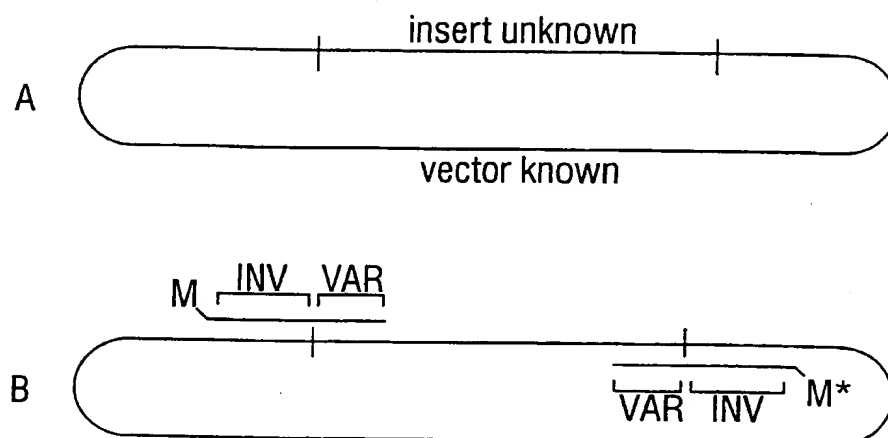 insert unknown
A
vector known
INV VAR
M
B
M*
VAR INV